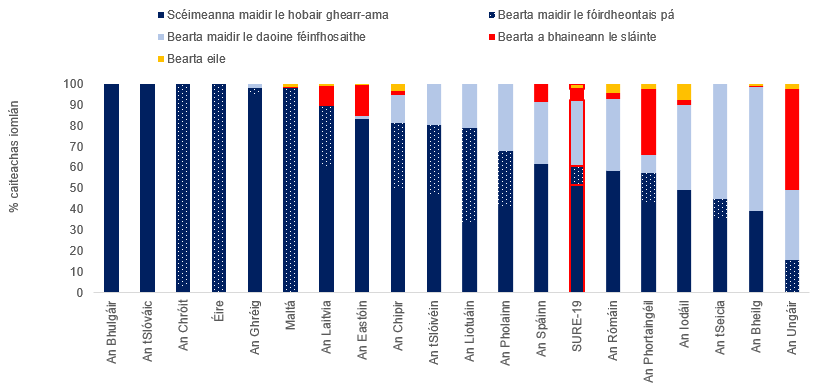 Scéimeanna maidir le hobair ghearr-ama
Bearta maidir le fóirdheontais pá
Bearta maidir le daoine féinfhosaithe
Bearta a bhaineann le sláinte
Bearta eile
% caiteachas iomlán
100
90
80
70
60
50
40
30
20
10
0
An Bhulgáir
An tSlóvaic
An Chróit
Éire
An Ghréig
Malta
An Laitvia
An Eastóin
An Chipir
An tSlóivéin
An Liotuáin
An Pholainn
An Spáinn
SURE-19
An Rómáin
An Phortaingéil
An Iodáil
An tSeicia
An Bheilg
An Ungáir